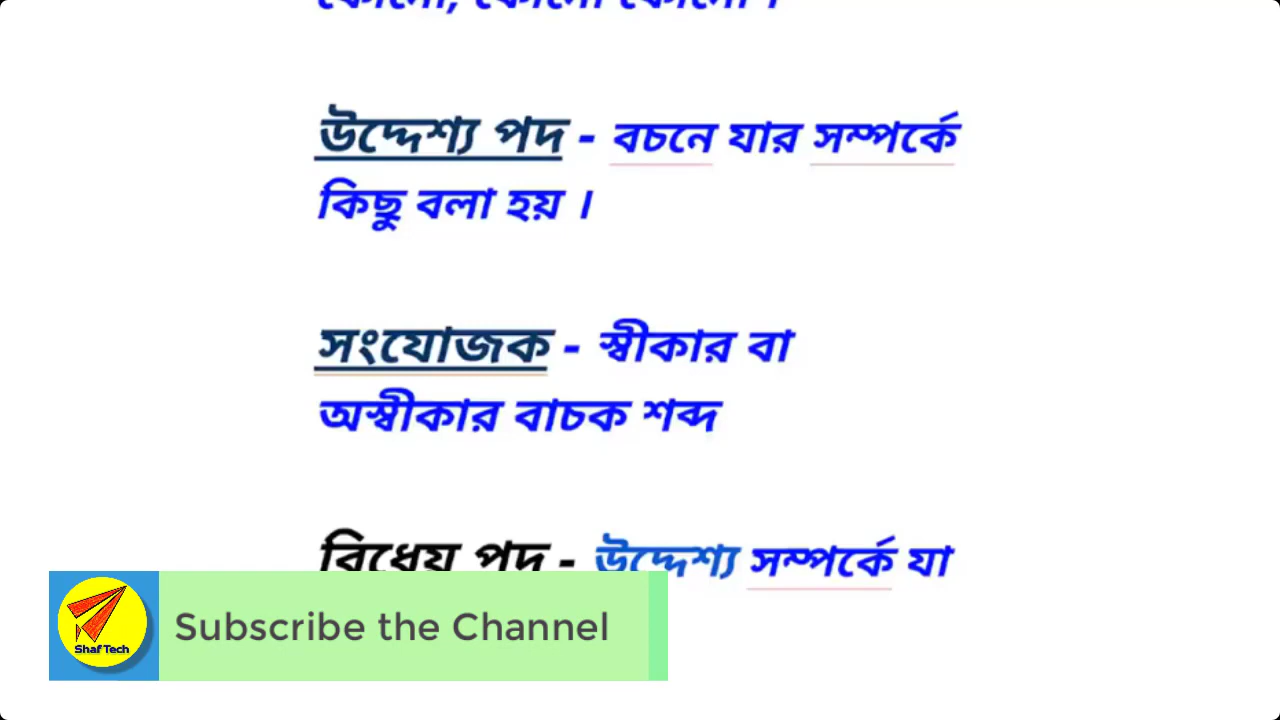 উদ্দেশ্য পদ - বচনে যার সম্পর্কে
কিছু বলা হয় ।
সংযোজক - স্বীকার বা
অস্বীকার বাচক শব্দ
বিধেয় পদ - উদ্দেশ্য সম্পর্কে যা
Subscribe the Channel
Shaf Tech